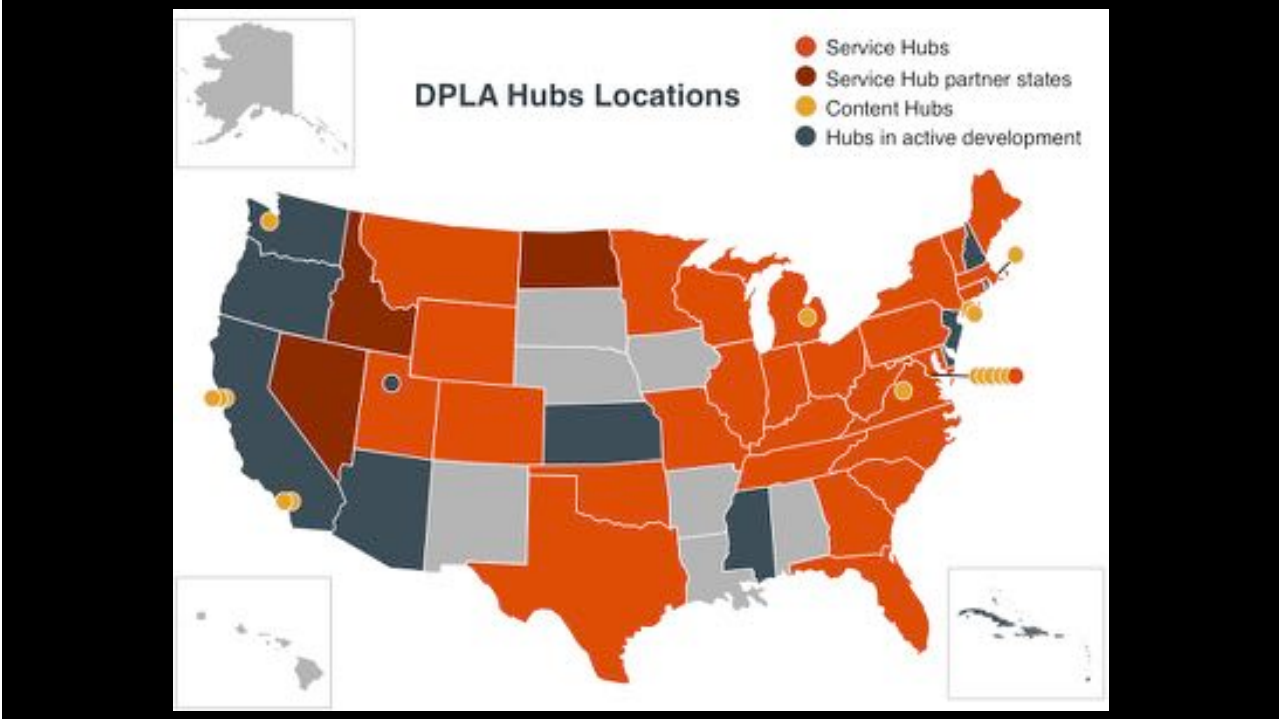 DPLA Hubs Locations
Service Hubs
Service Hub partner states
Content Hubs
Hubs in active development